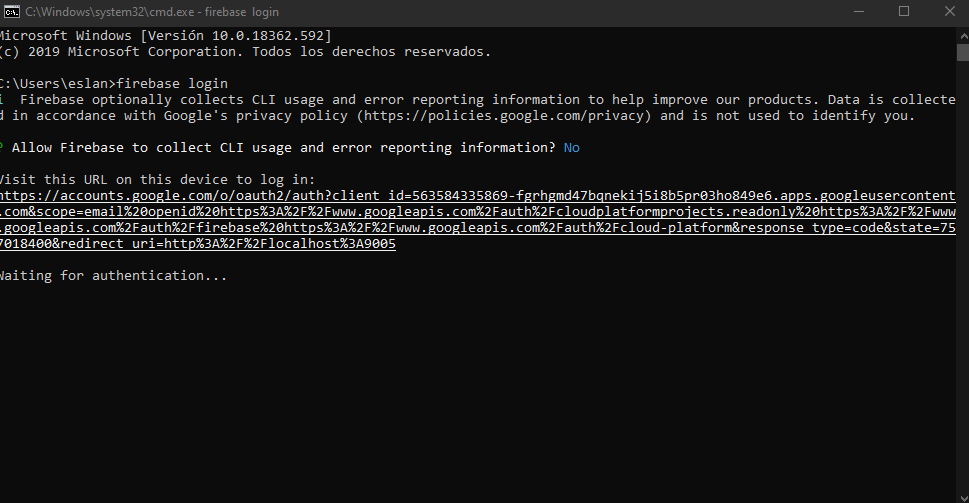 C:\Windows\system32\cmd.exe - firebase  login
Microsoft Windows [Versión 10.0.18362.592]
(c) 2019 Microsoft Corporation. Todos los derechos reservados.
C:\Users\eslan>firebase login
i  Firebase optionally collects CLI usage and error reporting information to help improve our products. Data is collecte
d in accordance with Google's privacy policy (https://policies.google.com/privacy) and is not used to identify you.
? Allow Firebase to collect CLI usage and error reporting information? No
Visit this URL on this device to log in:
https://accounts.google.com/o/oauth2/auth?client_id=563584335869-fgrhgmd47bqnekij5i8b5pr03ho849e6.apps.googleusercontent
.com&scope=email%20openid%20https%3A%2F%2Fwww.googleapis.com%2Fauth%2Fcloudplatformprojects.readonly%20https%3A%2F%2Fwww
.googleapis.com%2Fauth%2Ffirebase%20https%3A%2F%2Fwww.googleapis.com%2Fauth%2Fcloud-platform&response_type=code&state=75
7018400&redirect_uri=http%3A%2F%2Flocalhost%3A9005
Waiting for authentication...